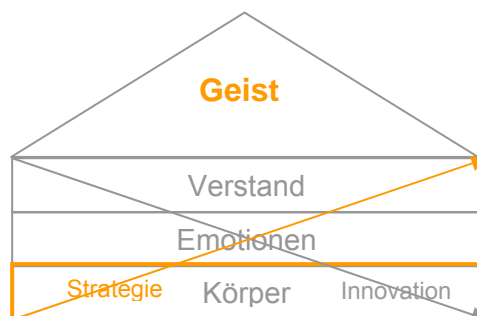 Geist
Verstand
Emotionen
Strategie Körper Innovation